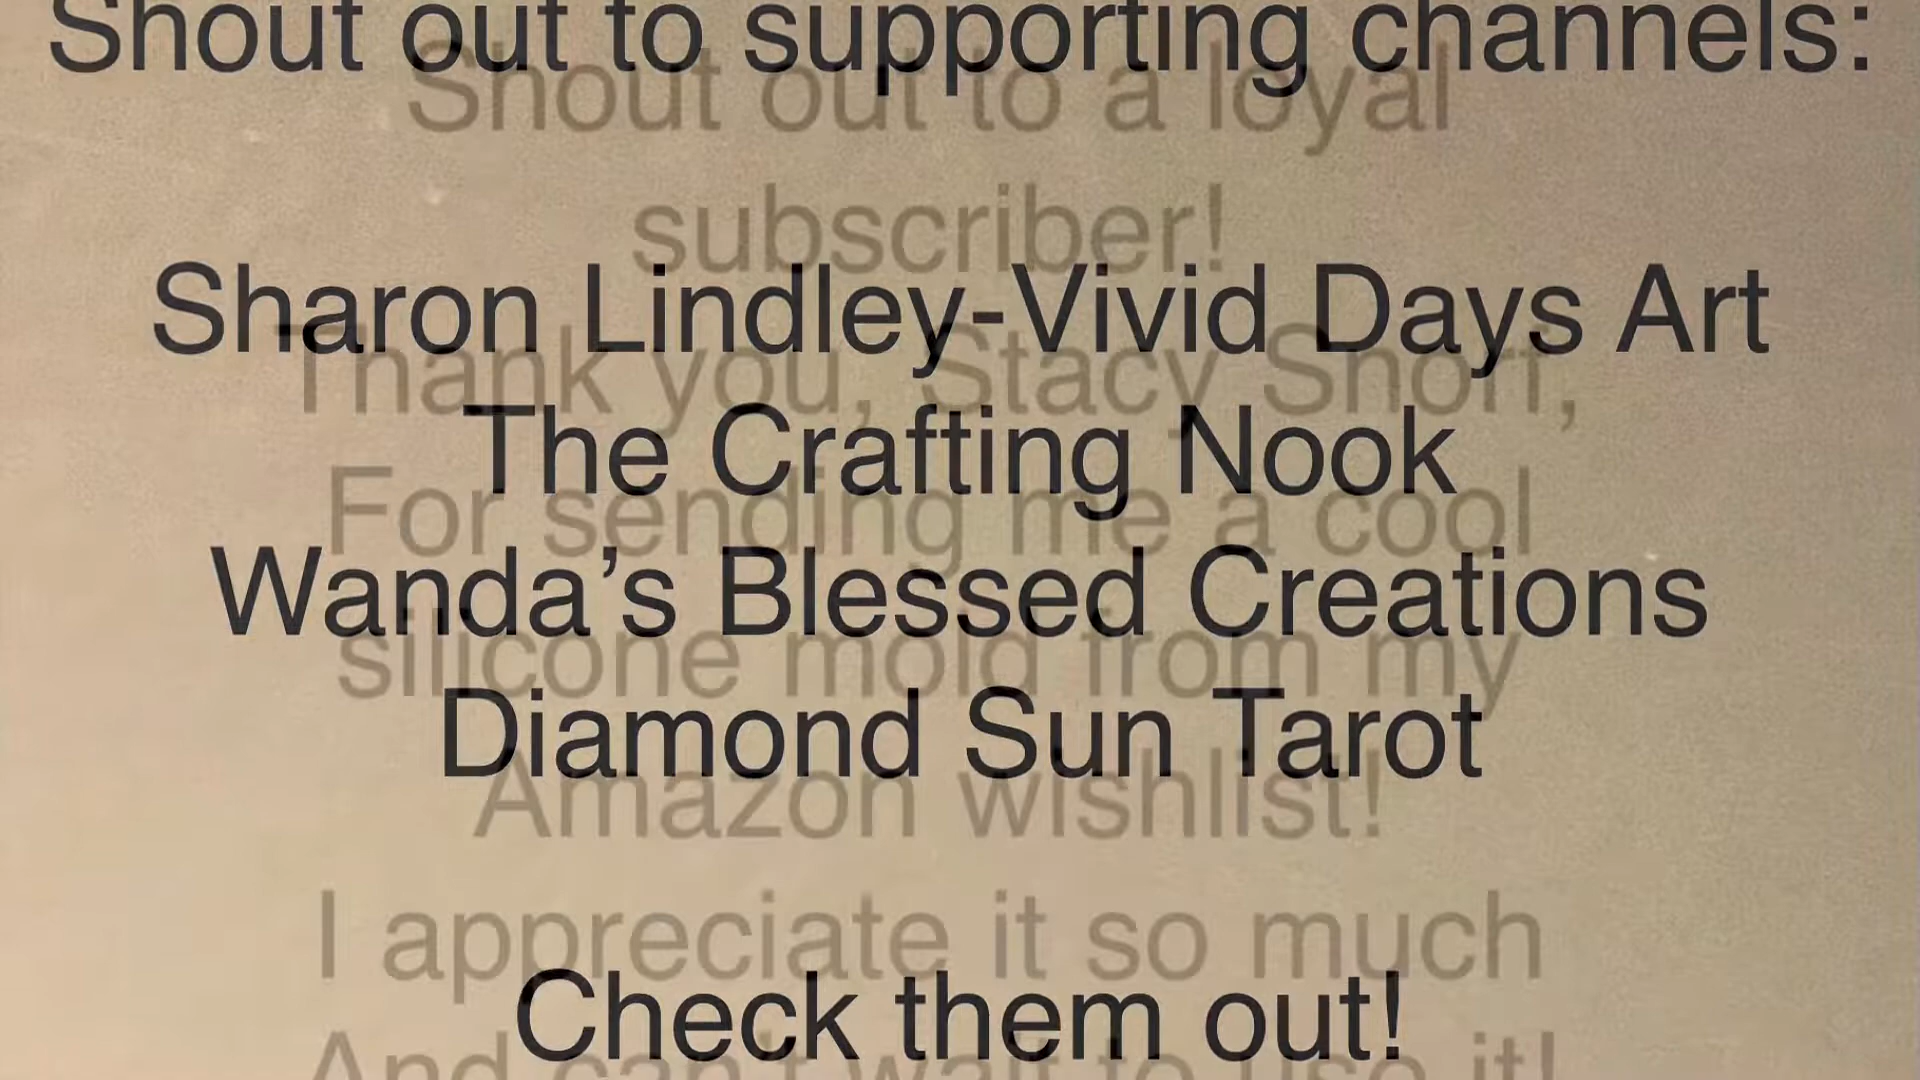 Shout out to supporting channels:
Sharon Lindley-Vivid Days Art
The Crafting Nook
Wanda’s Blessed Creations
Diamond Sun Tarot
Check them out!
Shout out to a loyal
subscriber!
Thank you, Stacy Short,
For sending me a cool
silicone mold from my
Amazon wishlist!
I appreciate it so much
And can't wait to use it!